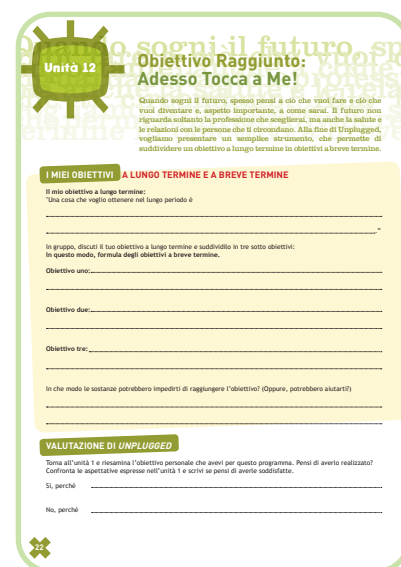 Unità 12
Obiettivo Raggiunto:
Adesso Tocca a Me!
Quando sogni il futuro, spesso pensi a ciò che vuoi fare e ciò che
vuoi diventare e, aspetto importante, a come sarai. Il futuro non
riguarda soltanto la professione che sceglierai, ma anche la salute e
le relazioni con le persone che ti circondano. Alla fine di Unplugged,
vogliamo presentare un semplice strumento, che permette di
suddividere un obiettivo a lungo termine in obiettivi a breve termine.
I MIEI OBIETTIVI A LUNGO TERMINE E A BREVE TERMINE
Il mio obiettivo a lungo termine:
"Una cosa che voglio ottenere nel lungo periodo è
."
In gruppo, discuti il tuo obiettivo a lungo termine e suddividilo in tre sotto obiettivi:
In questo modo, formula degli obiettivi a breve termine.
Obiettivo uno:
Obiettivo due:
Obiettivo tre:
In che modo le sostanze potrebbero impedirti di raggiungere l'obiettivo? (Oppure, potrebbero aiutarti?)
VALUTAZIONE DI UNPLUGGED
Torna all'unità 1 e riesamina l'obiettivo personale che avevi per questo programma. Pensi di averlo realizzato?
Confronta le aspettative espresse nell'unità 1 e scrivi se pensi di averle soddisfatte.
Sì, perché
No, perché
22